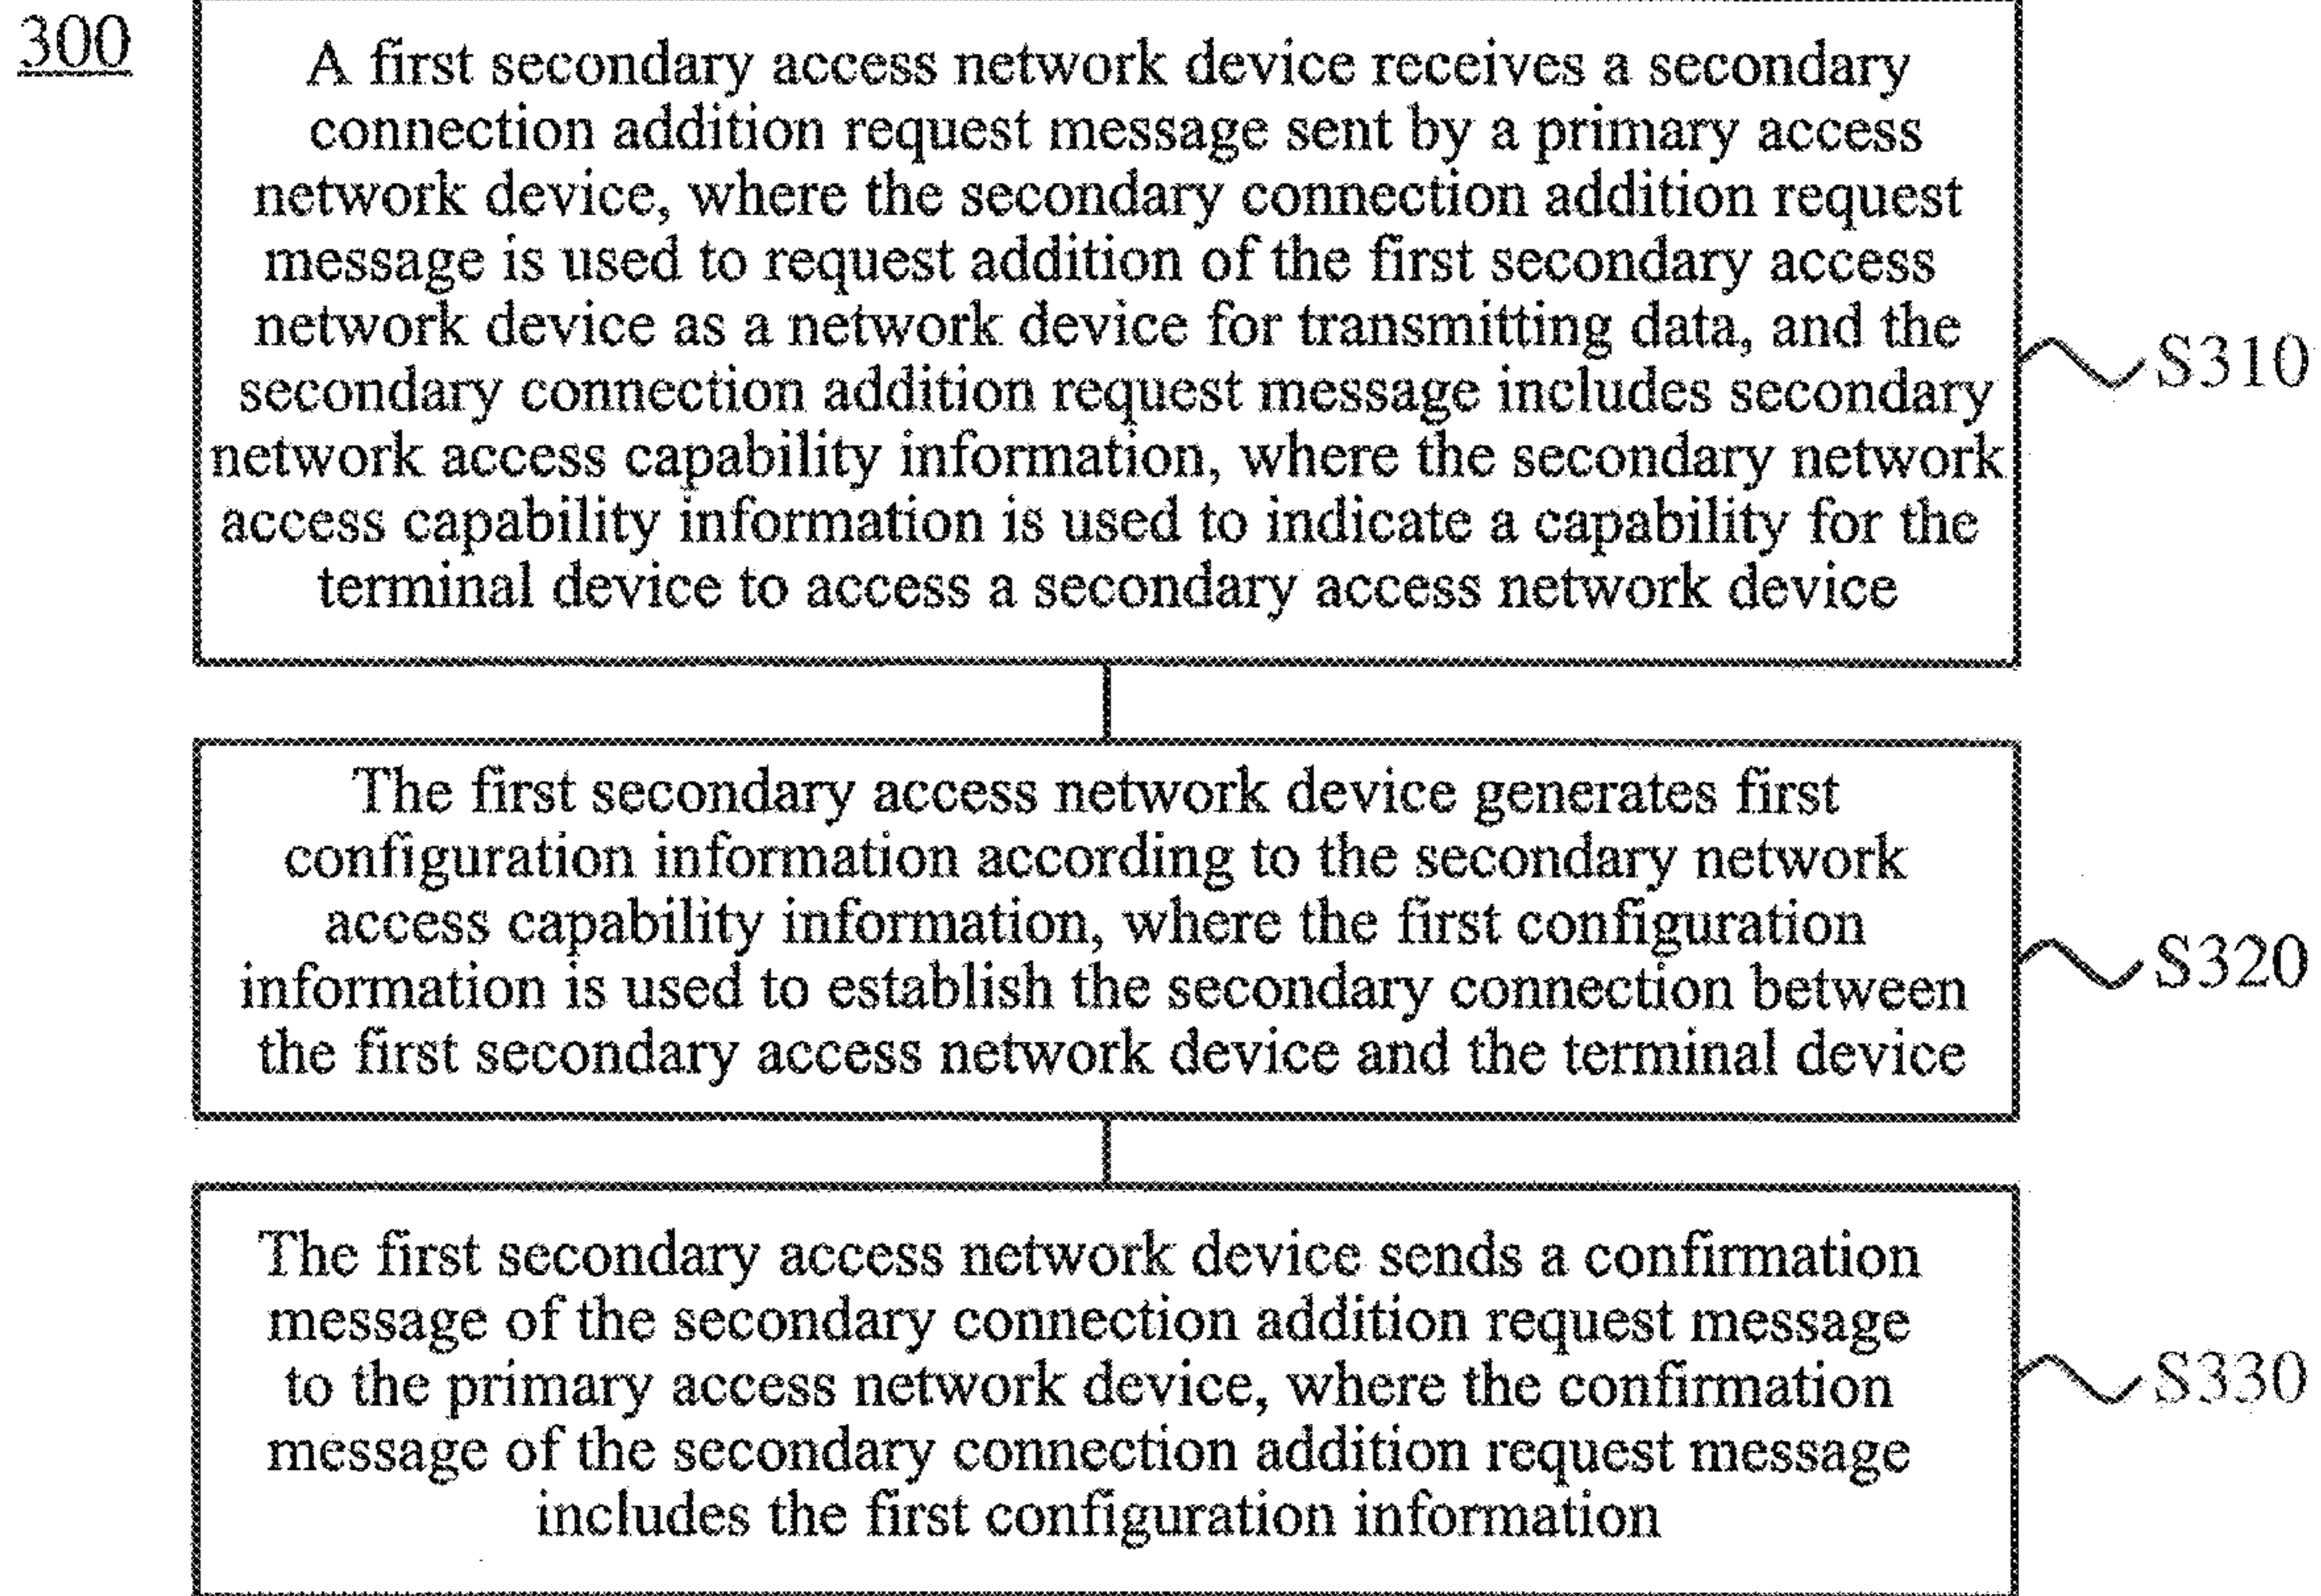 300
A first secondary access network device receives a secondary
connection addition request message sent by a primary access
network device, where the secondary connection addition request
message is used to request addition of the first secondary access
network device as a network device for transmitting data, and the
secondary connection addition request message includes secondary
network access capability information, where the secondary network
access capability information is used to indicate a capability for the
terminal device to access a secondary access network device
S310
The first secondary access network device generates first
configuration information according to the secondary network
access capability information, where the first configuration
information is used to establish the secondary connection between
the first secondary access network device and the terminal device
S320
The first secondary access network device sends a confirmation
message of the secondary connection addition request message
to the primary access network device, where the confirmation
message of the secondary connection addition request message
includes the first configuration information
S330